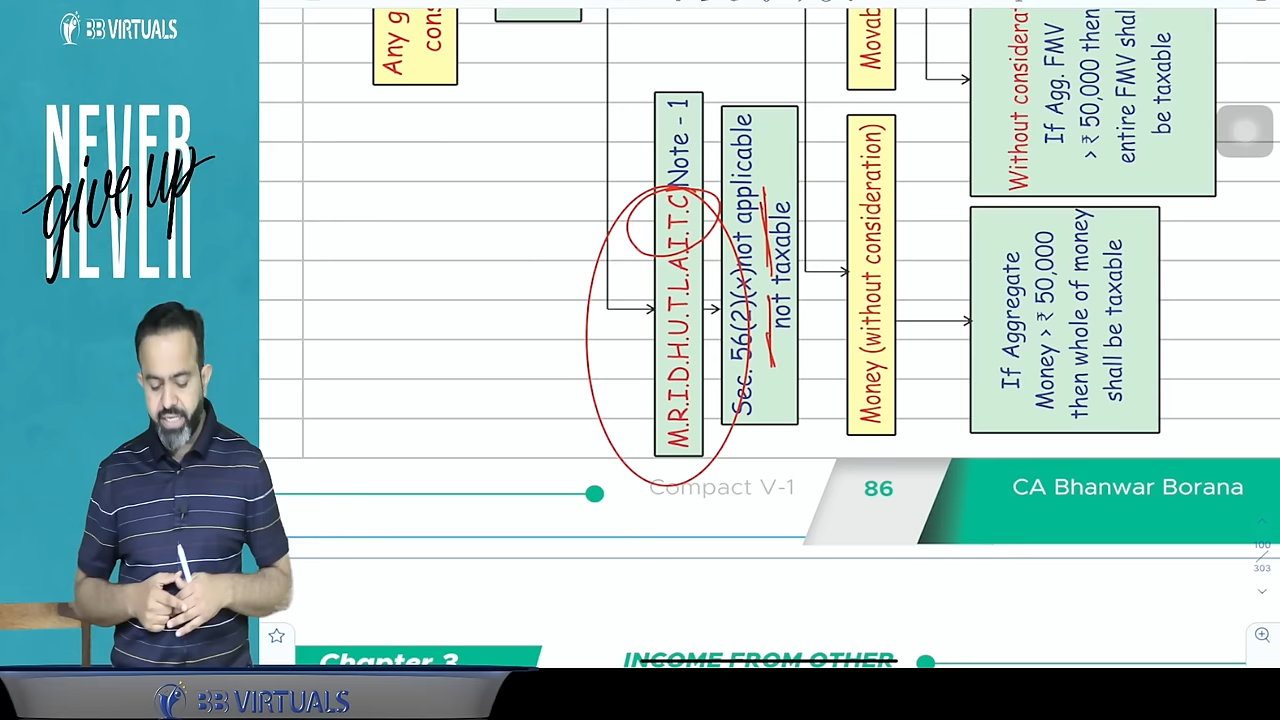 BB VIRTUALS
NEVER
give up
NEVER
Any g
cons
M.R.I.D.H.U.T.L.A.I.T.C Note - 1
Sec. 56(2)(x) not applicable
not taxable
Movab
Money (without consideration)
Without considerat
If Agg. FMV
> ₹ 50,000 then
entire FMV shal
be taxable
If Aggregate
Money > ₹ 50,000
then whole of money
shall be taxable
Compact V-1
86
CA Bhanwar Borana
100
303
Chapter 3
INCOME FROM OTHER
BB VIRTUALS